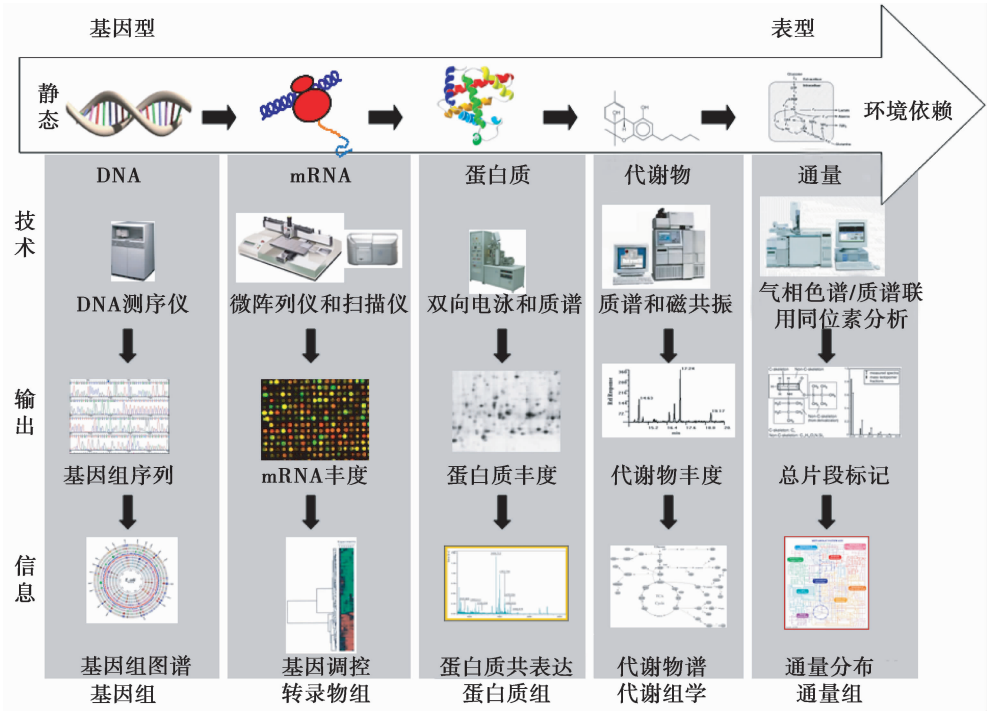 基因型
表型
静态
环境依赖
DNA
mRNA
蛋白质
代谢物
通量
技术
DNA测序仪
微阵列仪和扫描仪
双向电泳和质谱
质谱和磁共振
气相色谱/质谱联
用同位素分析
输出
基因组序列
mRNA丰度
蛋白质丰度
代谢物丰度
总片段标记
信息
基因组图谱
基因调控
蛋白质共表达
代谢物谱
通量分布
基因组
转录物组
蛋白质组
代谢组学
通量组